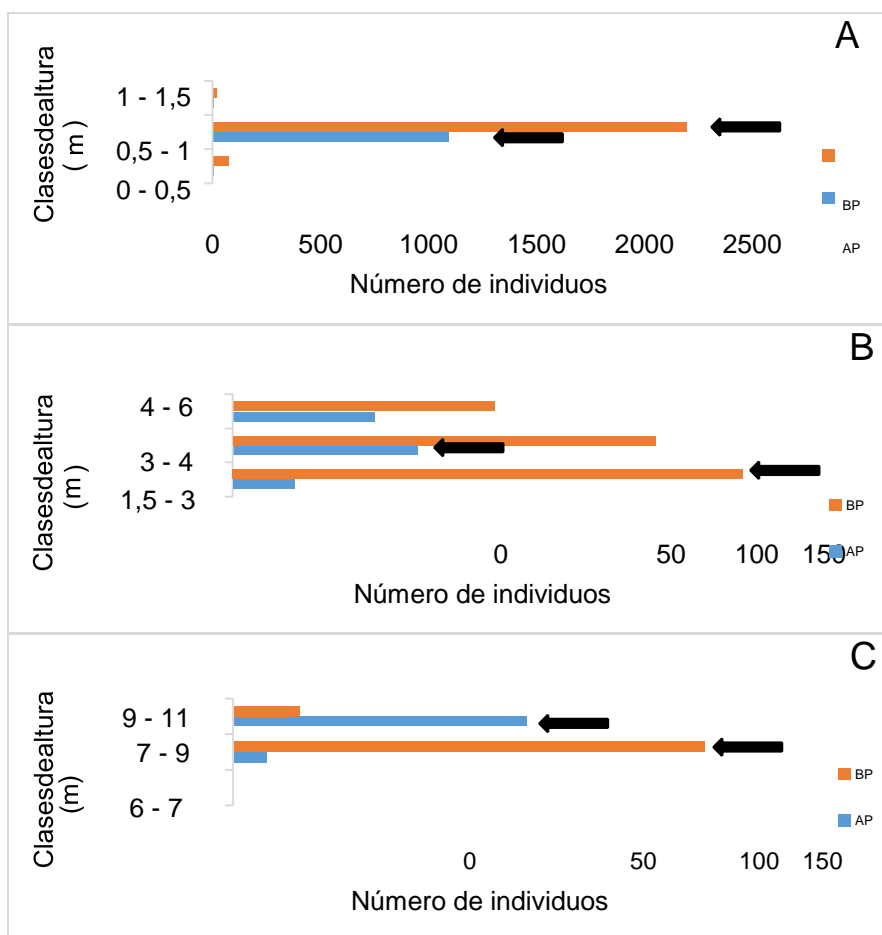 A
Clasesdealtura
( m )
1 - 1,5
0,5 - 1
0 - 0,5
BP
AP
0 500 1000 1500 2000 2500
Número de individuos
B
Clasesdealtura
( m )
4 - 6
3 - 4
1,5 - 3
BP
AP
0 50 100 150
Número de individuos
C
Clasesdealtura
(m)
9 - 11
7 - 9
6 - 7
BP
AP
0 50 100 150
Número de individuos